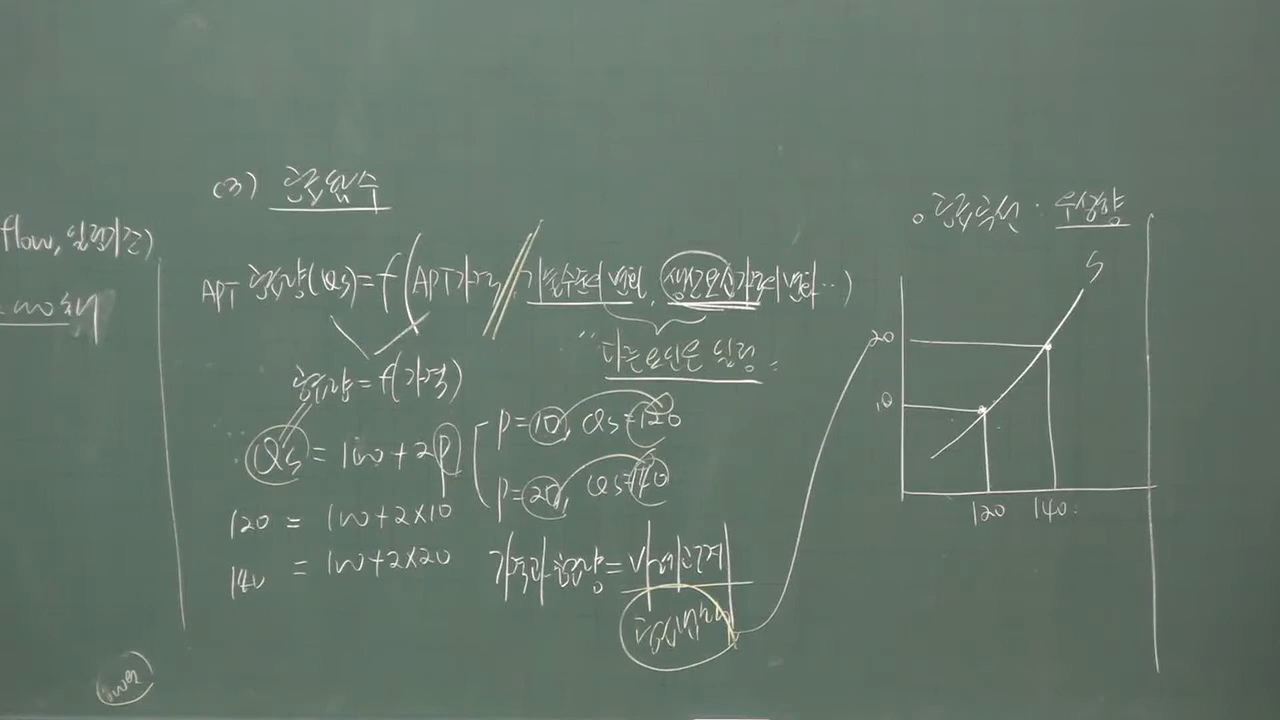 flow, 일정기간)
(3) 공급함수
APT 공급량(Qs)=f(APT가격 // 기술수준의 변화, 생산요소가격의 변화…)
"다른요인은 일정"
공급량=f(가격)
Qs = 100+2P
P=10, Qs=120
P=20, Qs=140
120 = 100+2×10
140 = 100+2×20
가격과 공급량=비례관계
。공급곡선 : 우상향
S
20
10
120 140